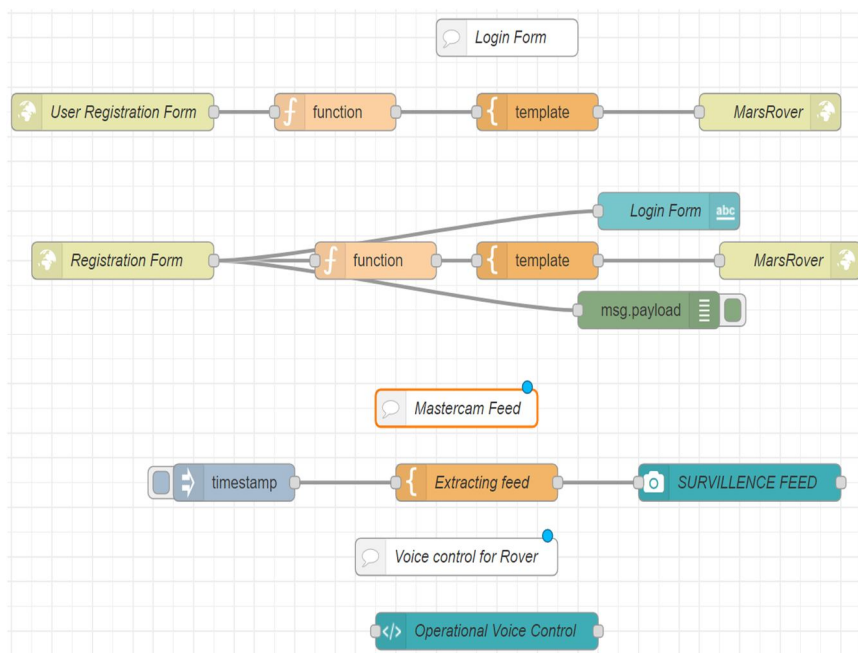 Login Form
User Registration Form
function
template
MarsRover
Login Form
abc
Registration Form
function
template
MarsRover
msg.payload
Mastercam Feed
timestamp
Extracting feed
SURVILLENCE FEED
Voice control for Rover
Operational Voice Control